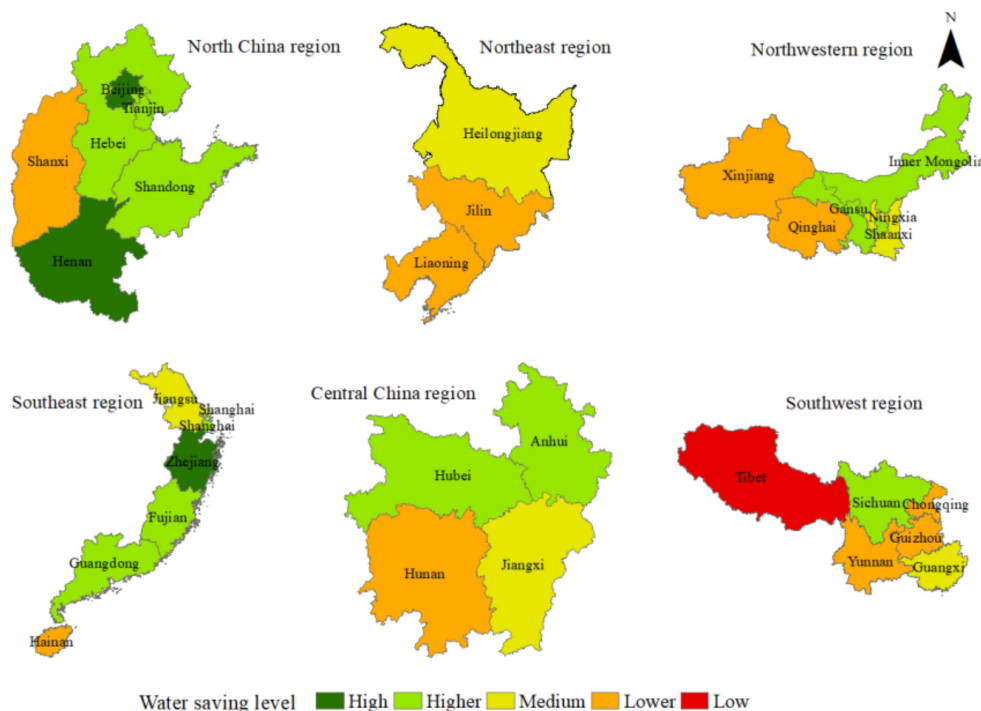 North China region
Beijing
Tianjin
Hebei
Shanxi
Shandong
Henan
Northeast region
Heilongjiang
Jilin
Liaoning
Northwestern region
N
Xinjiang
Inner Mongolia
Gansu
Ningxia
Qinghai
Shaanxi
Southeast region
Jiangsu
Shanghai
Shanghai
Zhejiang
Fujian
Guangdong
Hainan
Central China region
Anhui
Hubei
Hunan
Jiangxi
Southwest region
Tibet
Sichuan
Chongqing
Guizhou
Yunnan
Guangxi
Water saving level High Higher Medium Lower Low